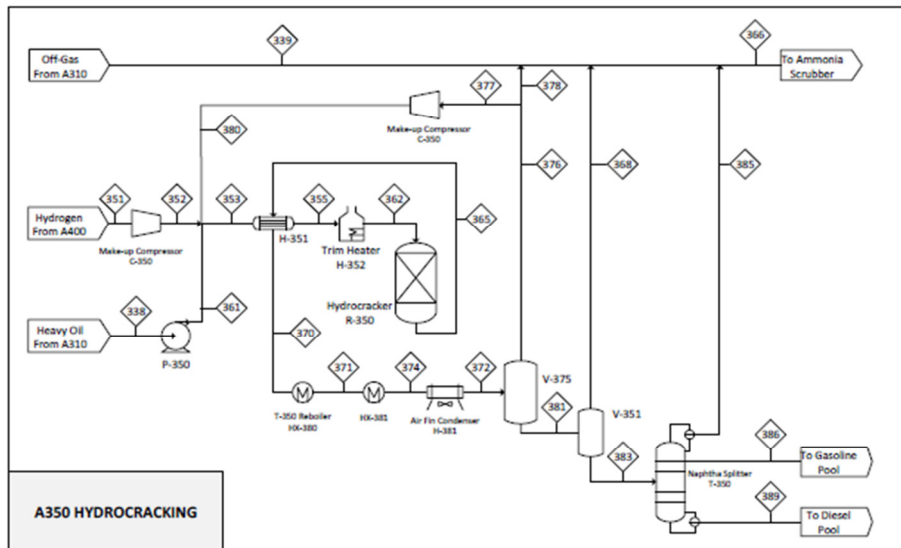 339
366
Off-Gas
From A310
To Ammonia
Scrubber
377
378
Make-up Compressor
C-350
380
376
368
385
351
352
353
355
362
365
Hydrogen
From A400
Make-up Compressor
C-350
H-351
Trim Heater
H-352
Hydrocracker
R-350
338
361
Heavy Oil
From A310
P-350
370
371
374
372
V-375
381
V-351
T-350 Reboiler
HX-380
HX-381
Air Fin Condenser
H-381
383
386
To Gasoline
Pool
Naphtha Splitter
T-350
389
To Diesel
Pool
M
M
A350 HYDROCRACKING